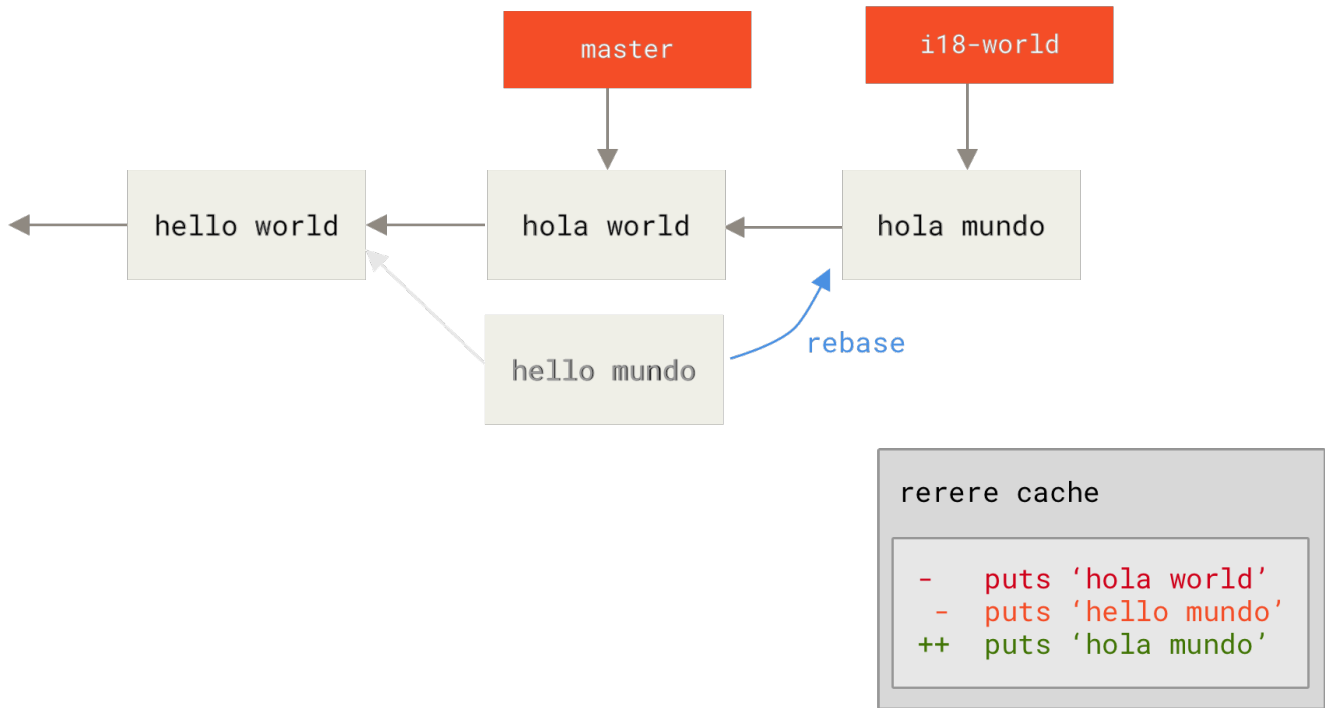 master
i18-world
hello world
hola world
hola mundo
hello mundo
rebase
rerere cache
-   puts ‘hola world’
 -  puts ‘hello mundo’
++  puts ‘hola mundo’